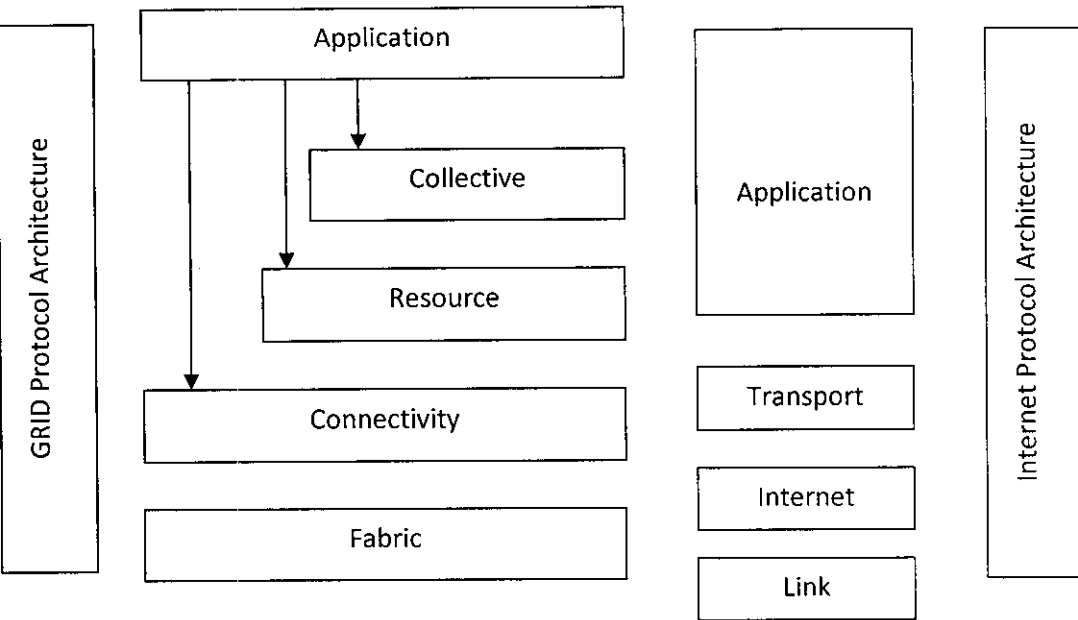 GRID Protocol Architecture
Application
Collective
Resource
Connectivity
Fabric
Application
Transport
Internet
Link
Internet Protocol Architecture